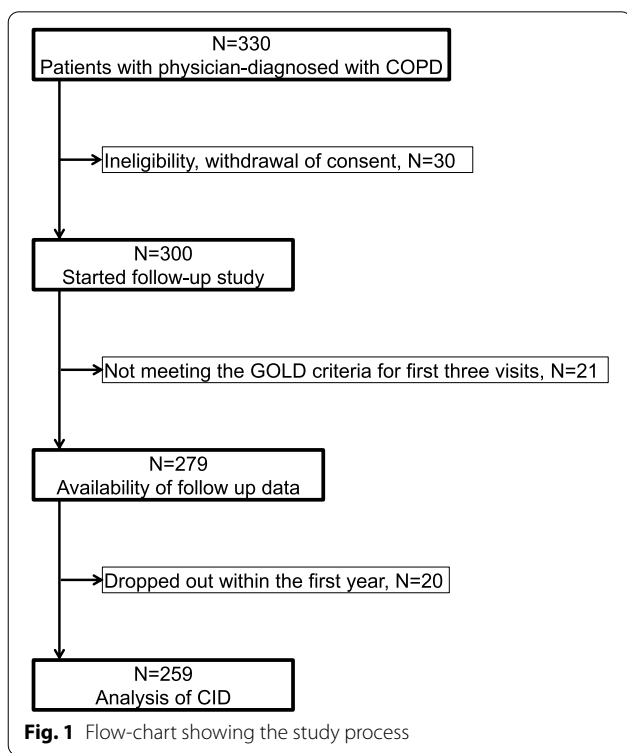 N=330
Patients with physician-diagnosed with COPD
Ineligibility, withdrawal of consent, N=30
N=300
Started follow-up study
Not meeting the GOLD criteria for first three visits, N=21
N=279
Availability of follow up data
Dropped out within the first year, N=20
N=259
Analysis of CID
Fig. 1 Flow-chart showing the study process